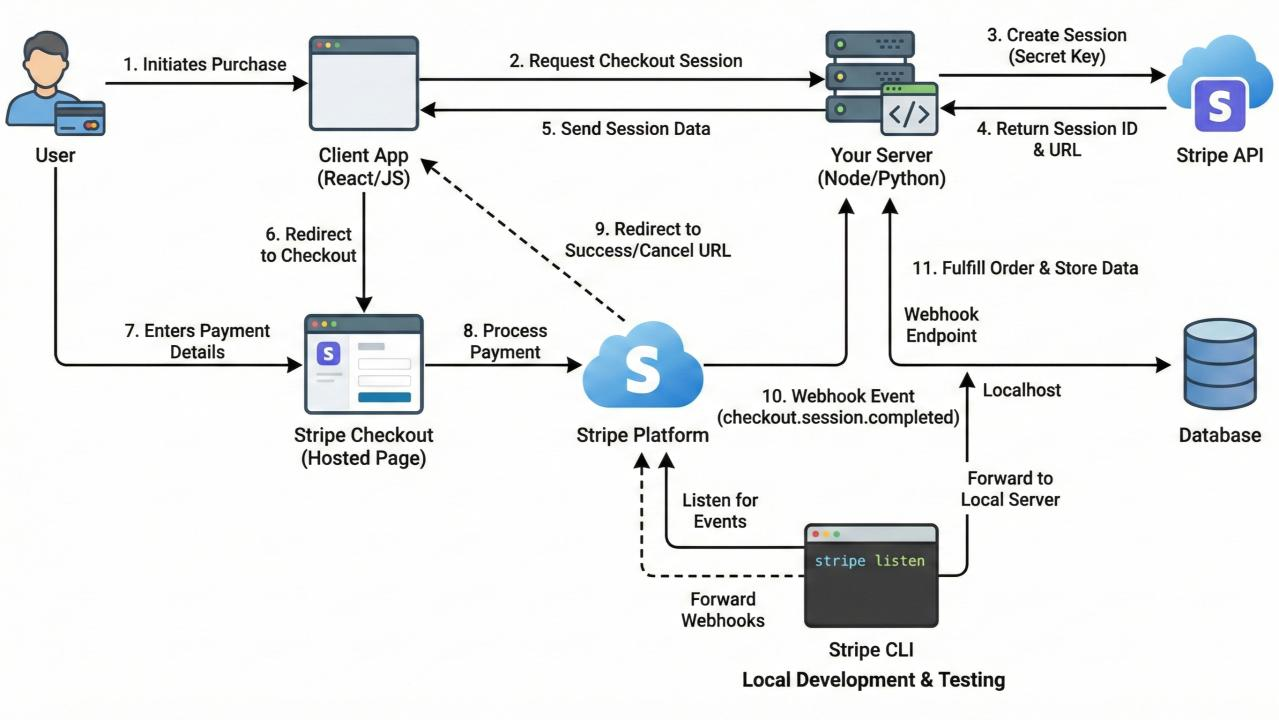 1. Initiates Purchase
2. Request Checkout Session
3. Create Session
(Secret Key)
</>
S
5. Send Session Data
4. Return Session ID
& URL
User
Client App
(React/JS)
Your Server
(Node/Python)
Stripe API
6. Redirect
to Checkout
9. Redirect to
Success/Cancel URL
11. Fulfill Order & Store Data
Webhook
Endpoint
7. Enters Payment
Details
S
8. Process
Payment
S
10. Webhook Event
(checkout.session.completed)
Localhost
Stripe Checkout
(Hosted Page)
Stripe Platform
Database
Listen for
Events
Forward to
Local Server
stripe listen
Forward
Webhooks
Stripe CLI
Local Development & Testing